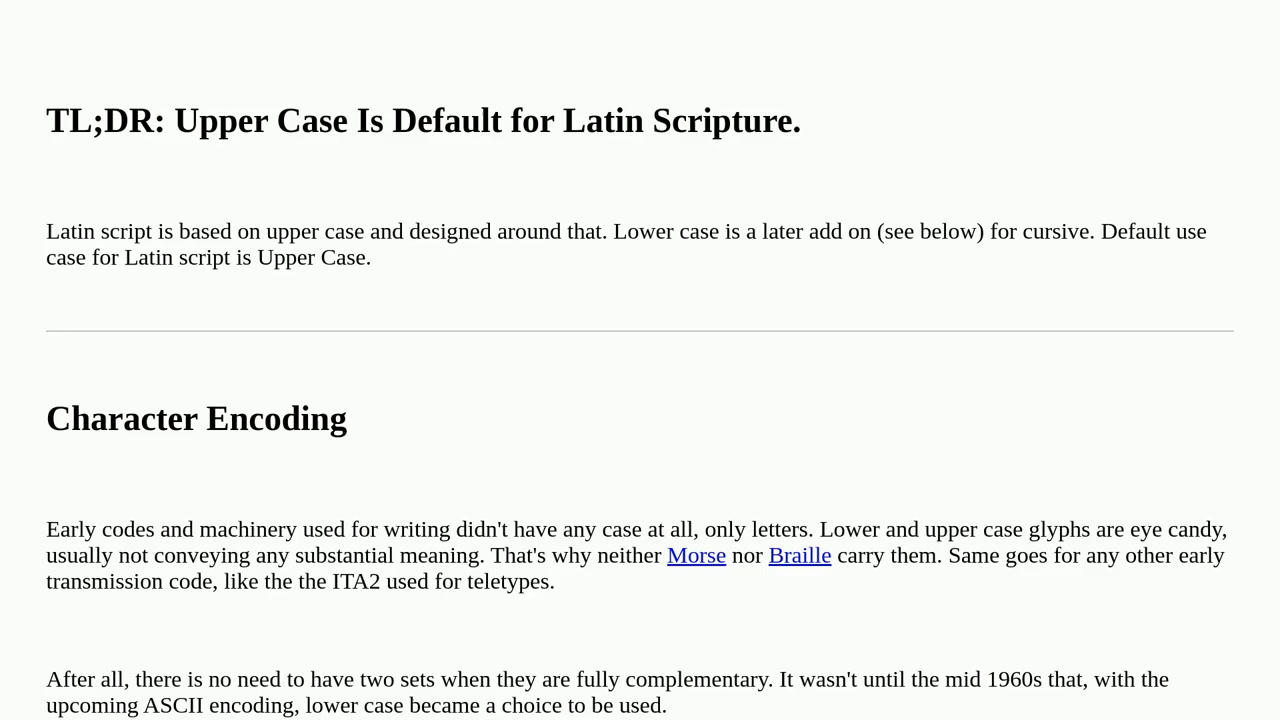 TL;DR: Upper Case Is Default for Latin Scripture.
Latin script is based on upper case and designed around that. Lower case is a later add on (see below) for cursive. Default use
case for Latin script is Upper Case.
Character Encoding
Early codes and machinery used for writing didn't have any case at all, only letters. Lower and upper case glyphs are eye candy,
usually not conveying any substantial meaning. That's why neither Morse nor Braille carry them. Same goes for any other early
transmission code, like the the ITA2 used for teletypes.
After all, there is no need to have two sets when they are fully complementary. It wasn't until the mid 1960s that, with the
upcoming ASCII encoding, lower case became a choice to be used.